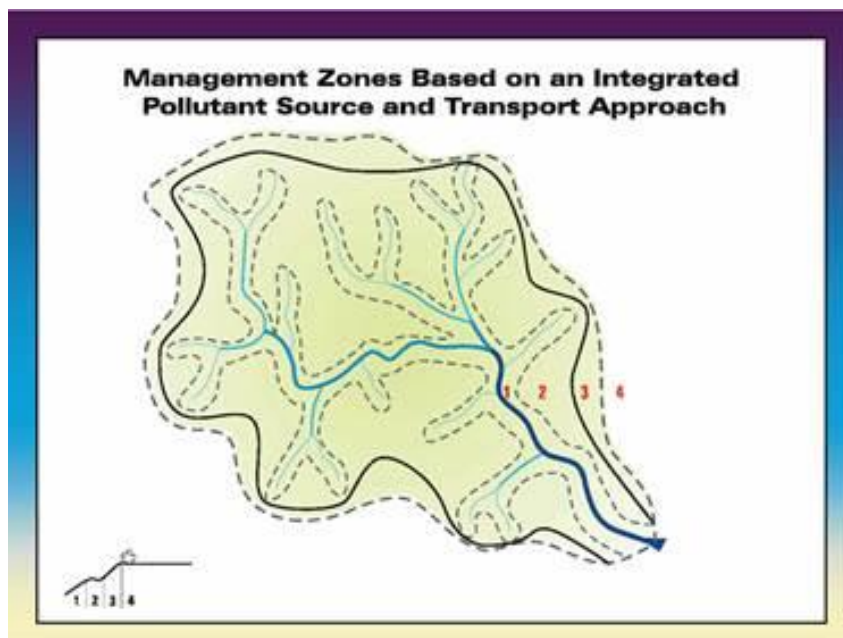 Management Zones Based on an Integrated
Pollutant Source and Transport Approach
1 2 3 4
1 2 3 4